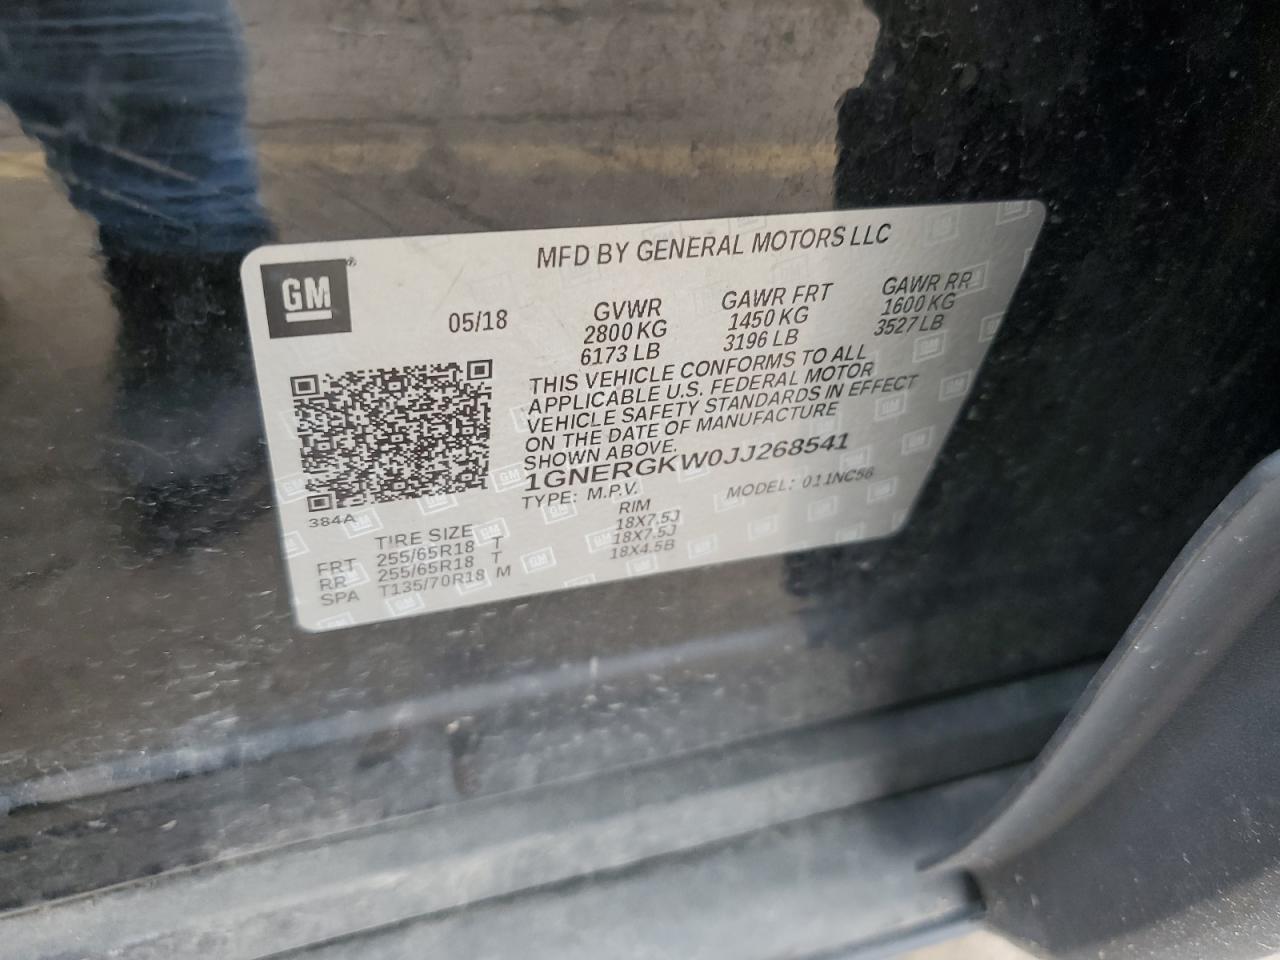 GM
MFD BY GENERAL MOTORS LLC
05/18
GVWR
2800 KG
6173 LB
GAWR FRT
1450 KG
3196 LB
GAWR RR
1600 KG
3527 LB
THIS VEHICLE CONFORMS TO ALL
APPLICABLE U.S. FEDERAL MOTOR
VEHICLE SAFETY STANDARDS IN EFFECT
ON THE DATE OF MANUFACTURE
SHOWN ABOVE.
1GNERGKW0JJ268541
TYPE: M.P.V. MODEL: 011NC56
384A
TIRE SIZE RIM
FRT 255/65R18 T 18X7.5J
RR 255/65R18 T 18X7.5J
SPA T135/70R18 M 18X4.5B